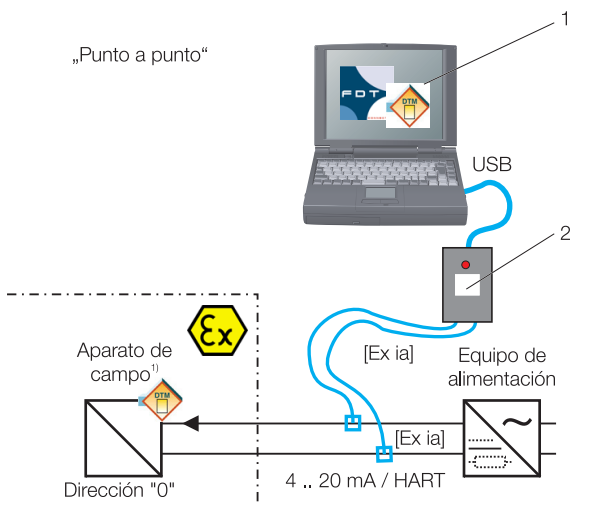 1
„Punto a punto“
FDT
DTM
USB
2
Ex
[Ex ia]
Aparato de
campo¹⁾
Equipo de
alimentación
DTM
[Ex ia]
Dirección "0"
4 .. 20 mA / HART